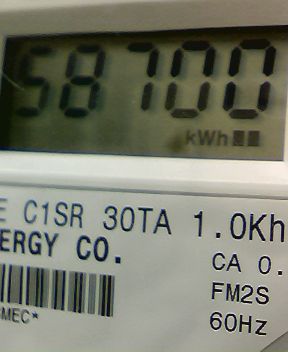 58700
kWh
E C1SR 30TA 1.0Kh
ERGY CO.
CA 0.
FM2S
MEC*
60Hz